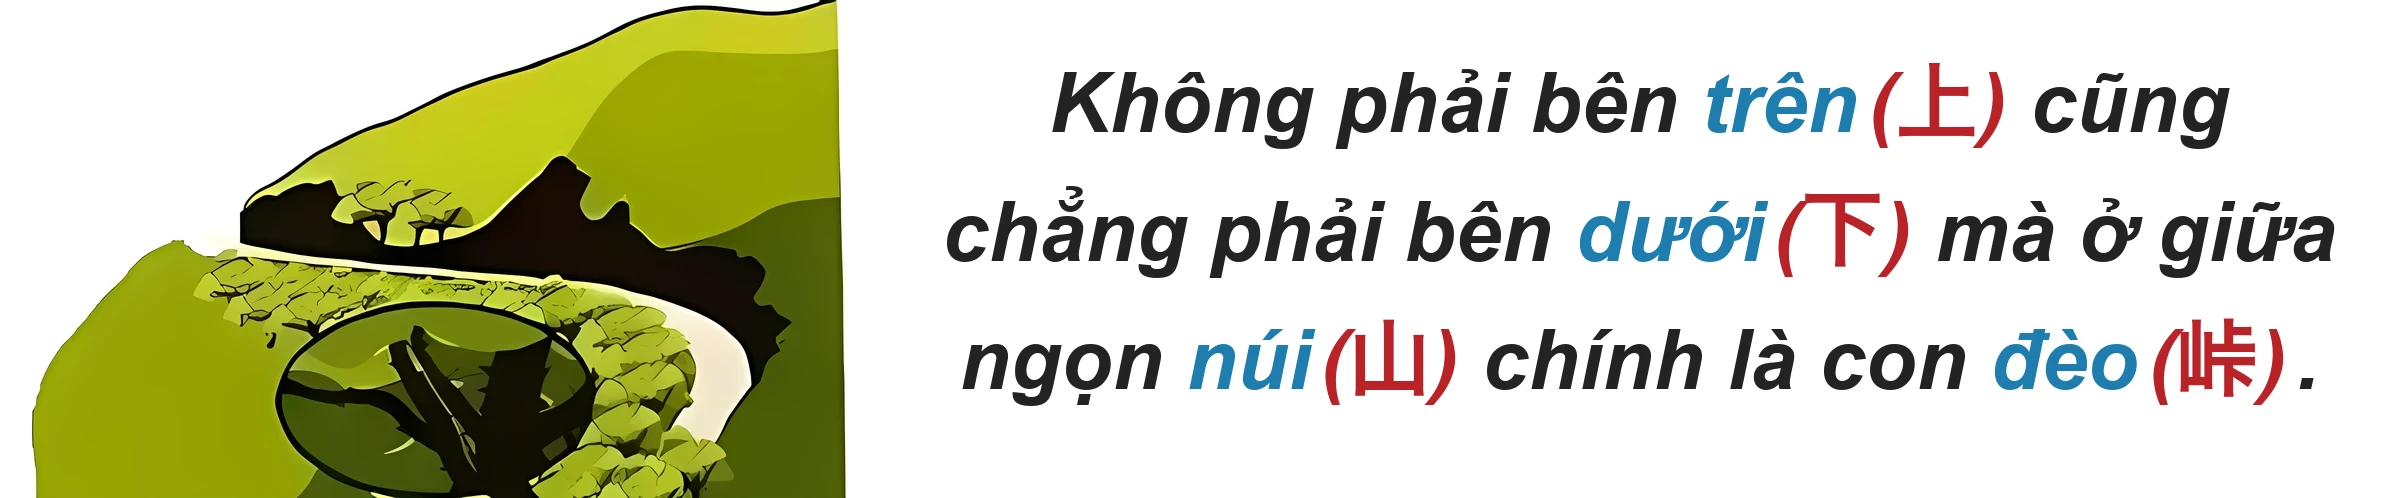 Không phải bên trên (上) cũng
chẳng phải bên dưới (下) mà ở giữa
ngọn núi (山) chính là con đèo (峠).